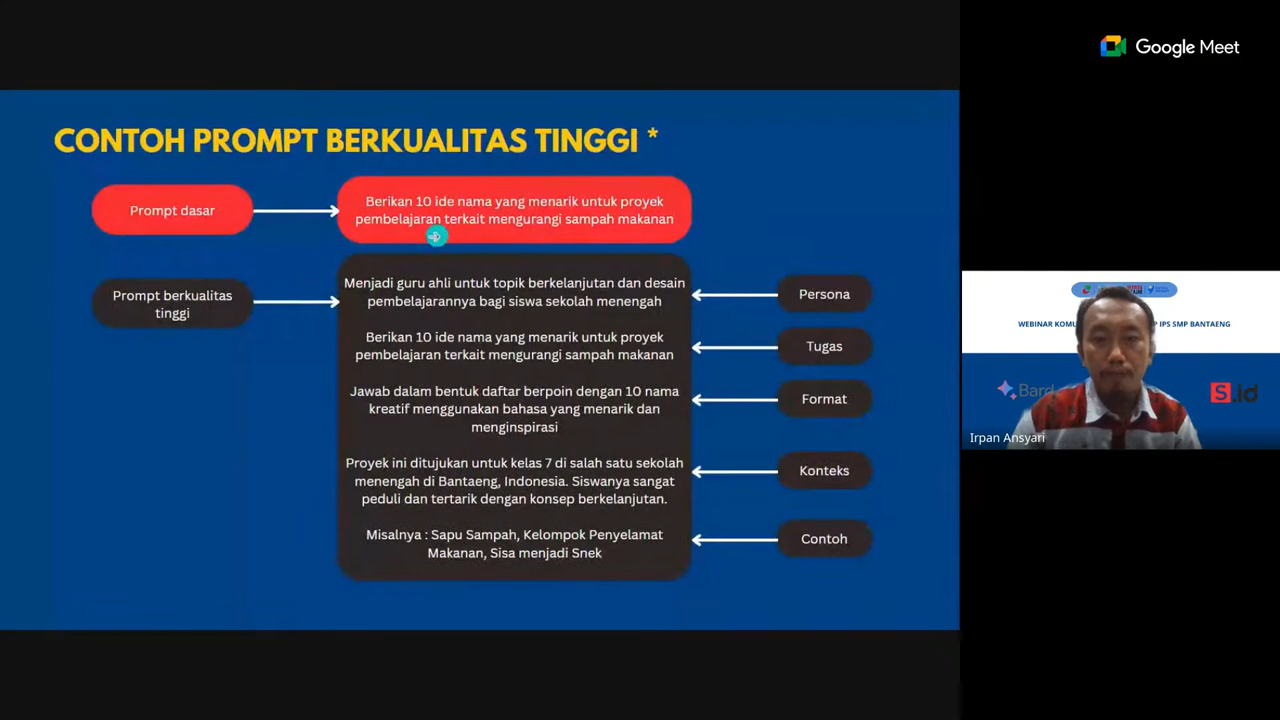 Google Meet
CONTOH PROMPT BERKUALITAS TINGGI *
Prompt dasar
Berikan 10 ide nama yang menarik untuk proyek
pembelajaran terkait mengurangi sampah makanan
Prompt berkualitas
tinggi
Menjadi guru ahli untuk topik berkelanjutan dan desain
pembelajarannya bagi siswa sekolah menengah
Persona
Berikan 10 ide nama yang menarik untuk proyek
pembelajaran terkait mengurangi sampah makanan
Tugas
Jawab dalam bentuk daftar berpoin dengan 10 nama
kreatif menggunakan bahasa yang menarik dan
menginspirasi
Format
Proyek ini ditujukan untuk kelas 7 di salah satu sekolah
menengah di Bantaeng, Indonesia. Siswanya sangat
peduli dan tertarik dengan konsep berkelanjutan.
Konteks
Misalnya : Sapu Sampah, Kelompok Penyelamat
Makanan, Sisa menjadi Snek
Contoh
WEBINAR IPS SMP BANTAENG
Bard
S.id
Irpan Ansyari